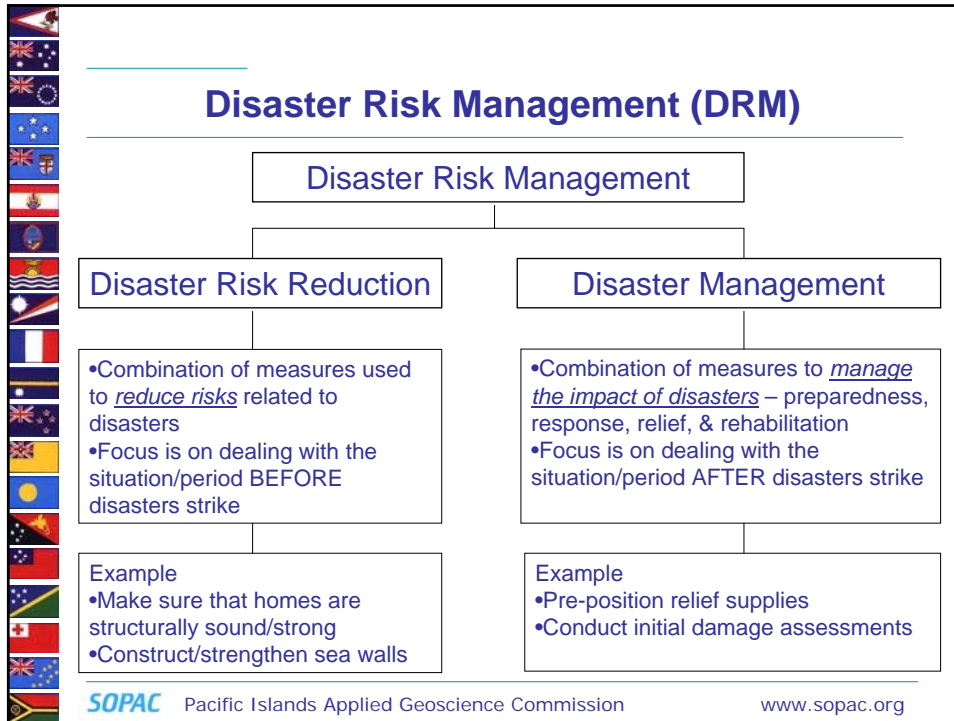 Disaster Risk Management (DRM)
Disaster Risk Management
Disaster Risk Reduction
•Combination of measures used
to reduce risks related to
disasters
•Focus is on dealing with the
situation/period BEFORE
disasters strike
Example
•Make sure that homes are
structurally sound/strong
•Construct/strengthen sea walls
Disaster Management
•Combination of measures to manage
the impact of disasters – preparedness,
response, relief, & rehabilitation
•Focus is on dealing with the
situation/period AFTER disasters strike
Example
•Pre-position relief supplies
•Conduct initial damage assessments
SOPAC Pacific Islands Applied Geoscience Commission www.sopac.org